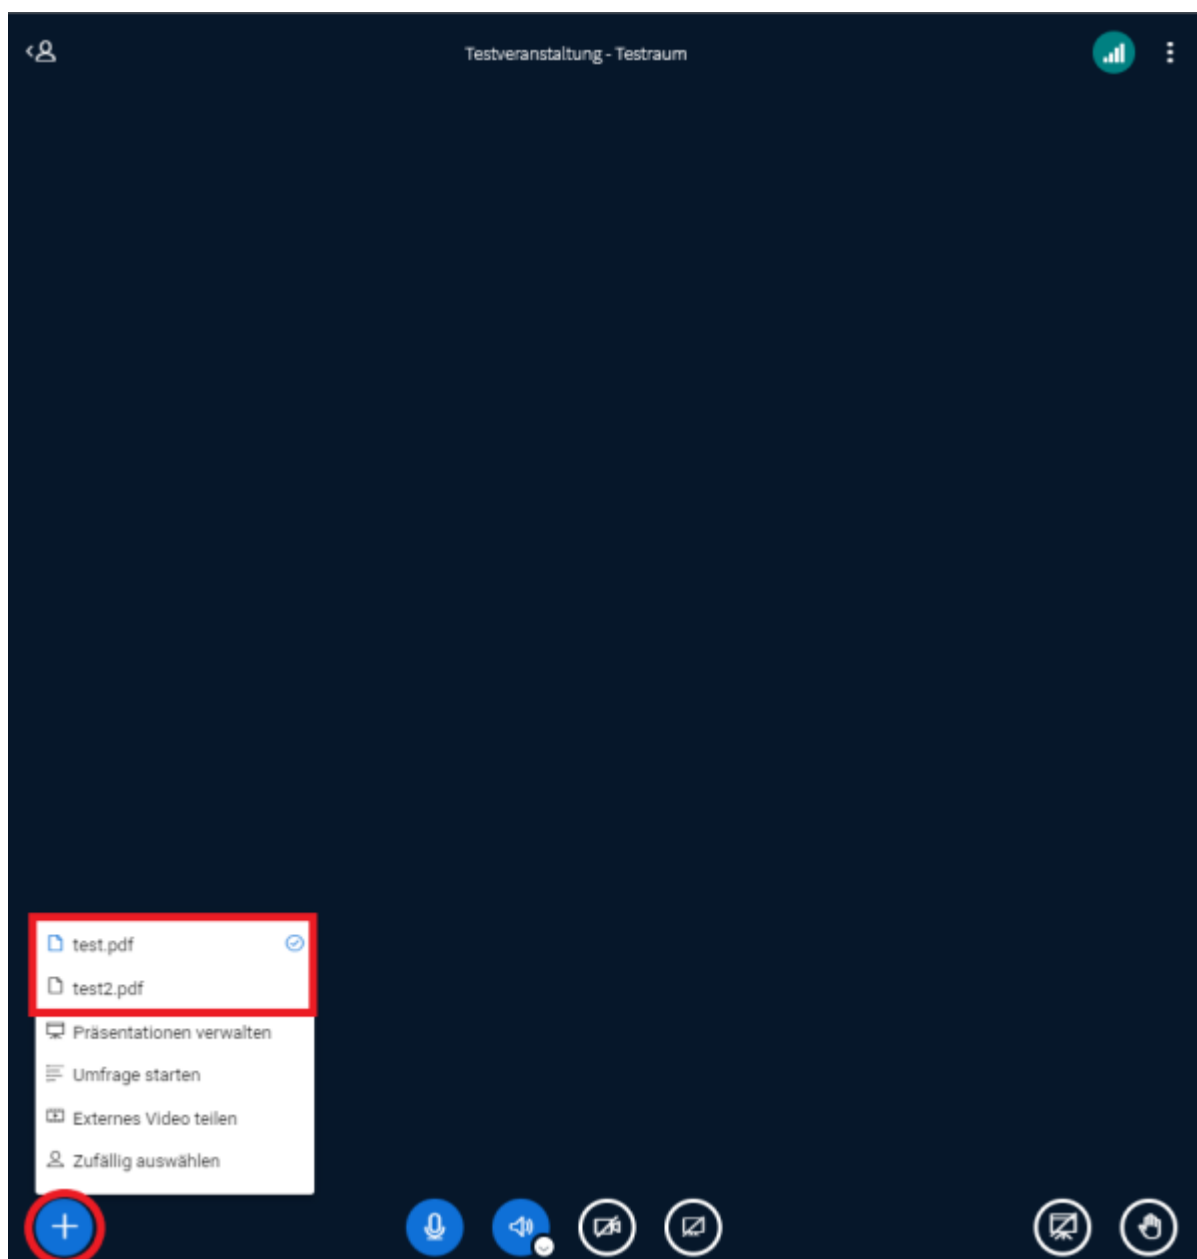 Testveranstaltung - Testraum
test.pdf
test2.pdf
Präsentationen verwalten
Umfrage starten
Externes Video teilen
Zufällig auswählen